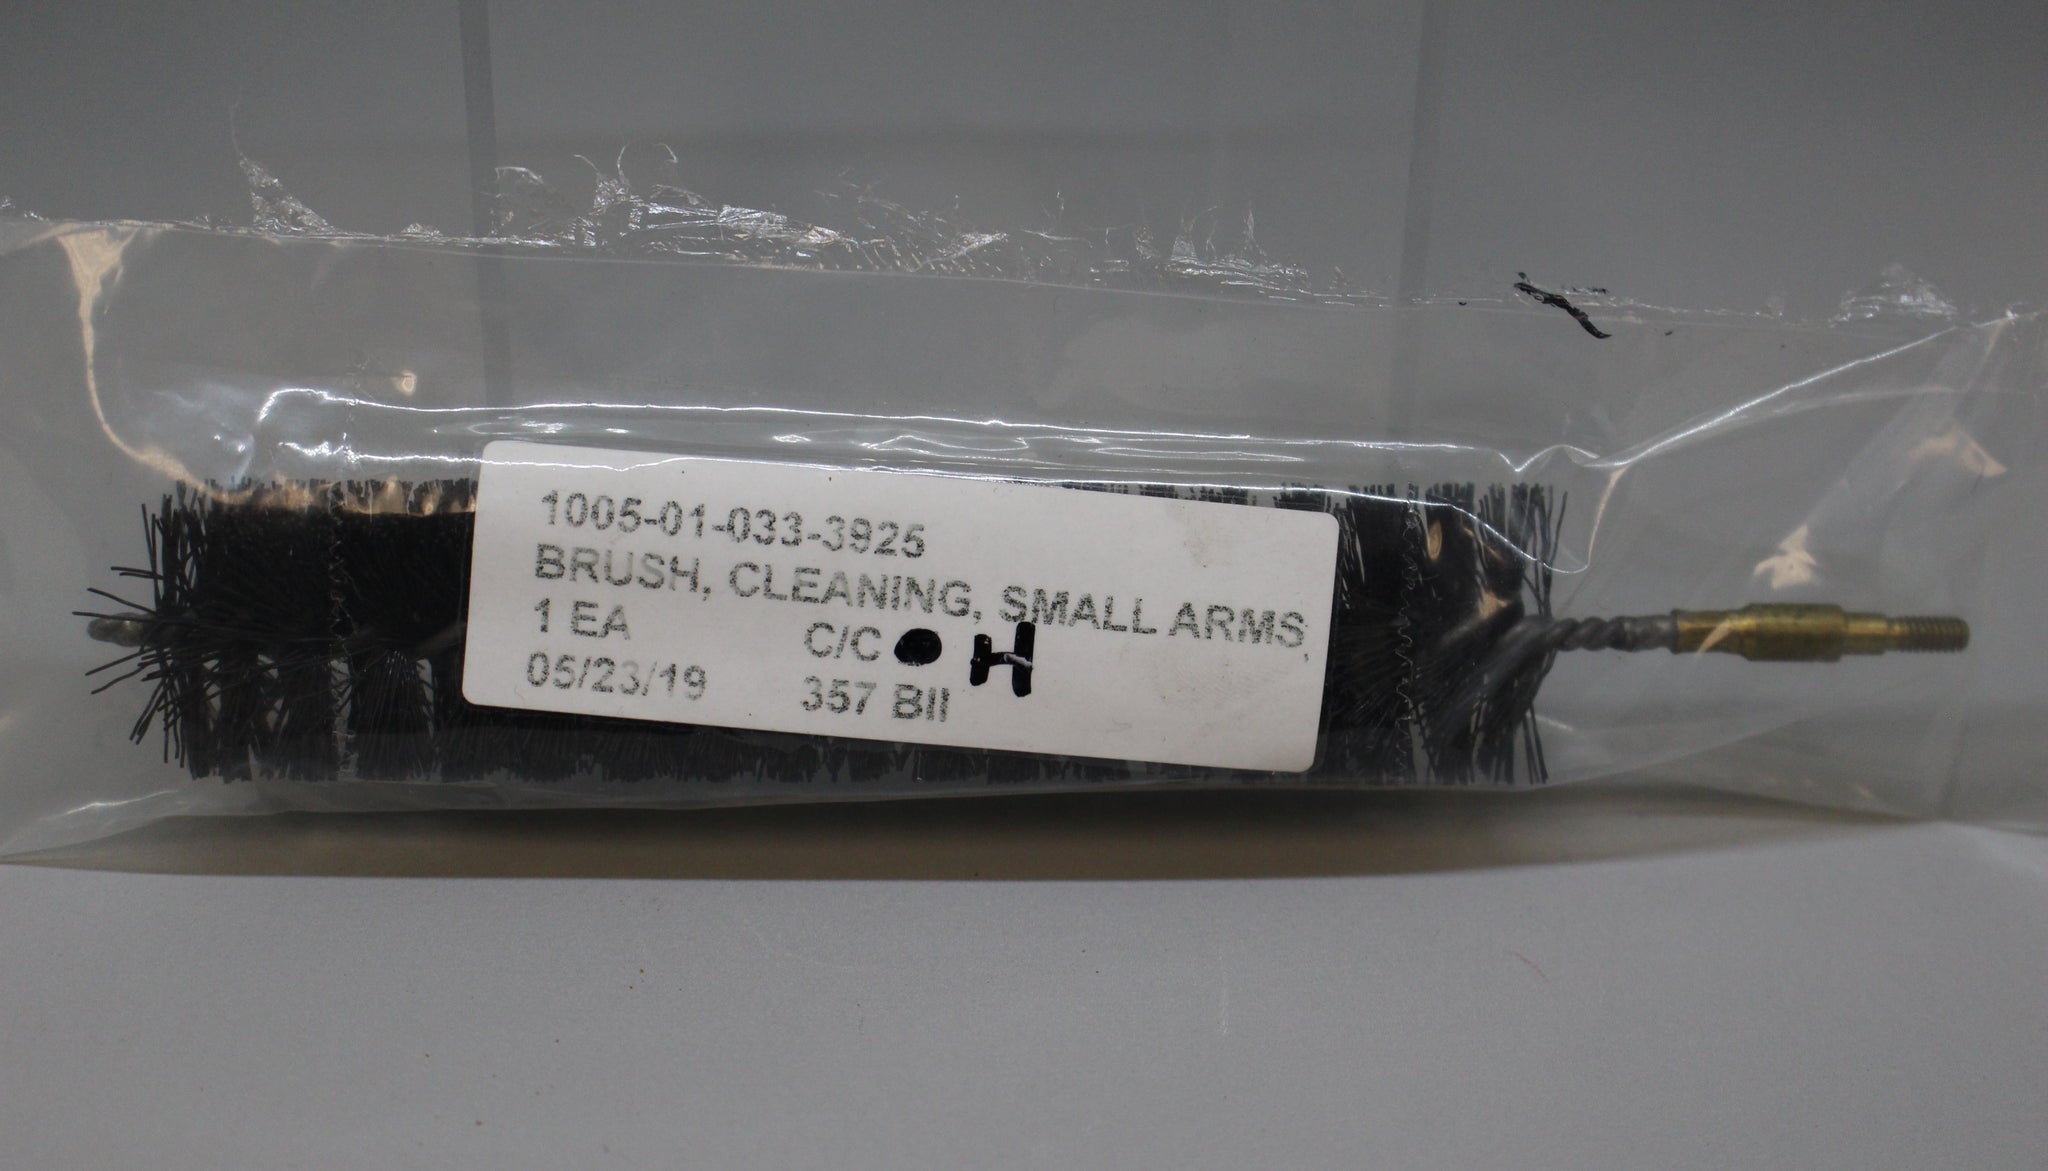 1005-01-033-3925
BRUSH, CLEANING, SMALL ARMS,
1 EA C/C H
05/23/19 357 BII